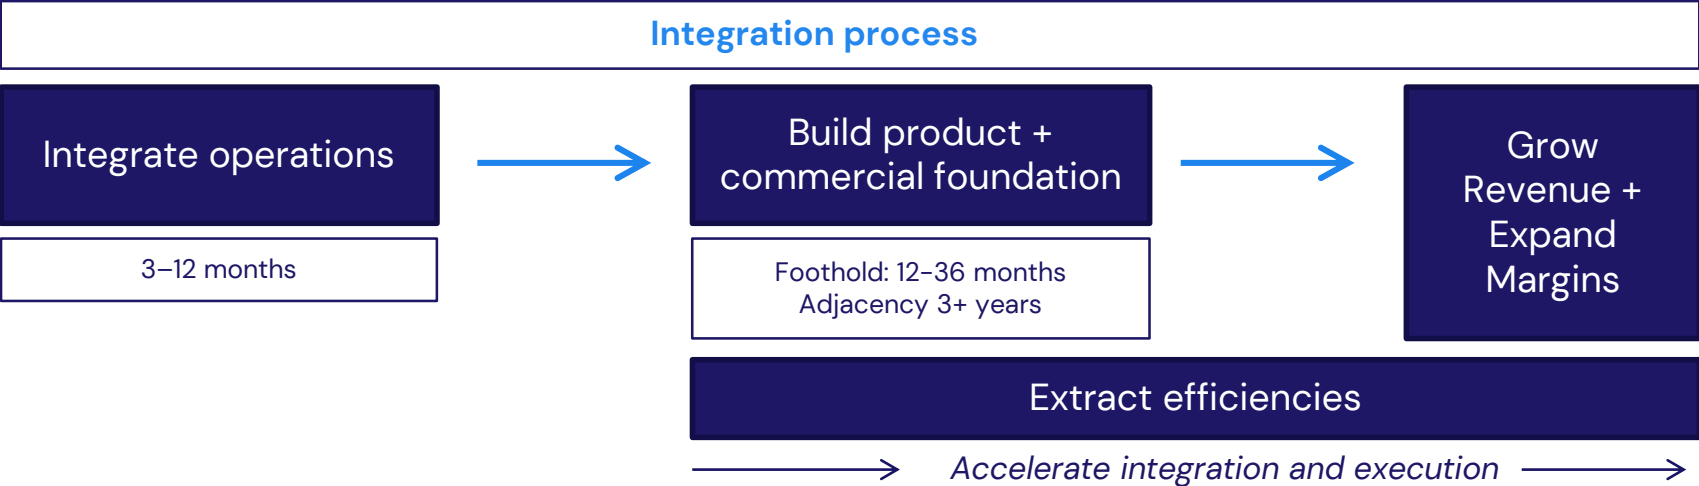 Integration process
Integrate operations
3–12 months
Build product +
commercial foundation
Foothold: 12-36 months
Adjacency 3+ years
Grow
Revenue +
Expand
Margins
Extract efficiencies
Accelerate integration and execution